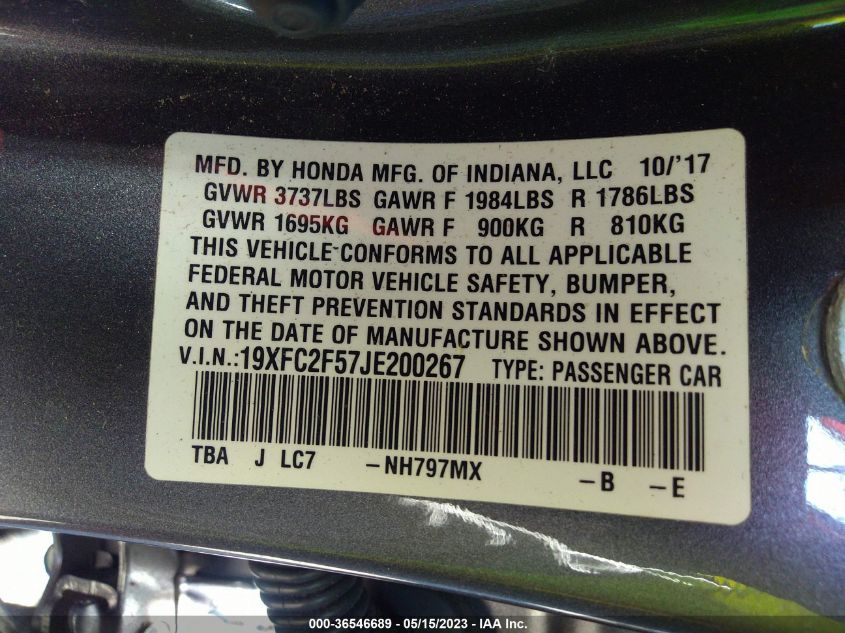 MFD. BY HONDA MFG. OF INDIANA, LLC 10/'17
GVWR 3737LBS GAWR F 1984LBS R 1786LBS
GVWR 1695KG GAWR F 900KG R 810KG
THIS VEHICLE CONFORMS TO ALL APPLICABLE
FEDERAL MOTOR VEHICLE SAFETY, BUMPER,
AND THEFT PREVENTION STANDARDS IN EFFECT
ON THE DATE OF MANUFACTURE SHOWN ABOVE.
V.I.N.:19XFC2F57JE200267 TYPE: PASSENGER CAR
TBA J LC7 -NH797MX -B -E
000-36546689 - 05/15/2023 - IAA Inc.